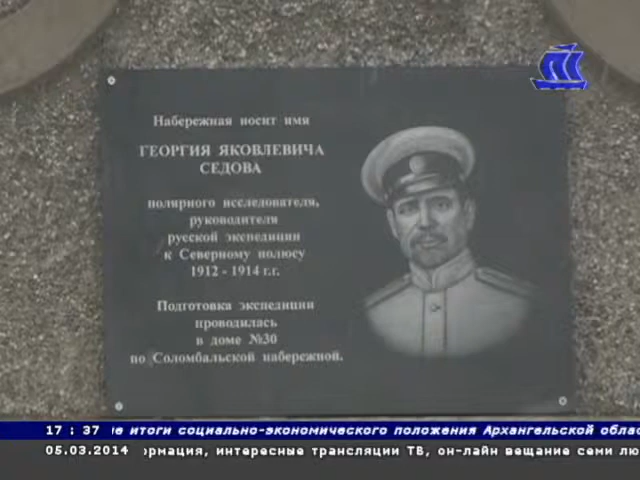 Набережная носит имя
ГЕОРГИЯ ЯКОВЛЕВИЧА
СЕДОВА
полярного исследователя,
руководителя
русской экспедиции
к Северному полюсу
1912 - 1914 г.г.
Подготовка экспедиции
проводилась
в доме №30
по Соломбальской набережной.
17 : 37 итоги социально-экономического положения Архангельской
05.03.2014 интересные трансляции ТВ, он-лайн вещание семи